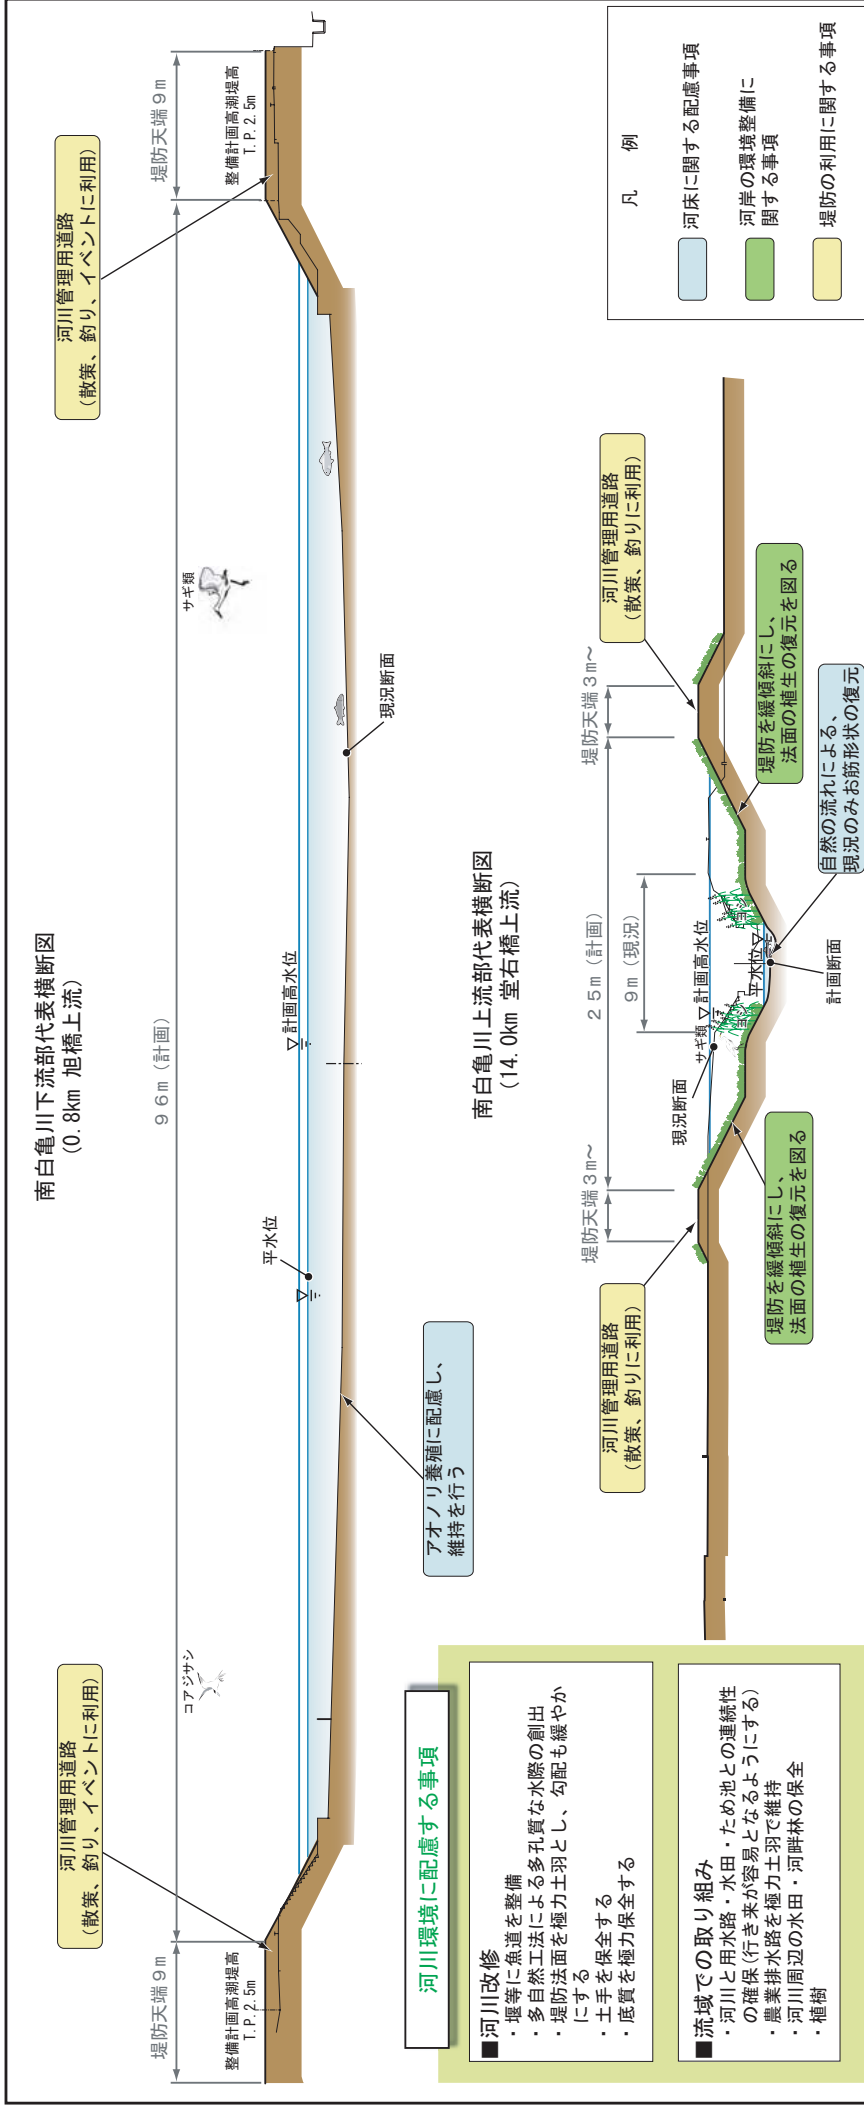 南白亀川下流部代表横断図
(0.8km 旭橋上流)
河川管理用道路
(散策、釣り、イベントに利用)
河川管理用道路
(散策、釣り、イベントに利用)
堤防天端9m
96m(計画)
堤防天端9m
整備計画高潮堤高
T.P.2.5m
コアジサシ
サギ類
整備計画高潮堤高
T.P.2.5m
平水位
▽計画高水位
現況断面
アオノリ養殖に配慮し、
維持を行う
南白亀川上流部代表横断図
(14.0km 堂右橋上流)
堤防天端3m~
25m(計画)
堤防天端3m~
9m(現況)
河川管理用道路
(散策、釣りに利用)
河川管理用道路
(散策、釣りに利用)
現況断面
サギ類
▽計画高水位
平水位▽
計画断面
堤防を緩傾斜にし、
法面の植生の復元を図る
堤防を緩傾斜にし、
法面の植生の復元を図る
自然の流れによる、
現況のみお筋形状の復元
河川環境に配慮する事項
■河川改修
・堰等に魚道を整備
・多自然工法による多孔質な水際の創出
・堤防法面を極力土羽とし、勾配も緩やか
にする
・土手を保全する
・底質を極力保全する
■流域での取り組み
・河川と用水路・水田・ため池との連続性
の確保(行き来が容易となるようにする)
・農業排水路を極力土羽で維持
・河川周辺の水田・河畔林の保全
・植樹
凡 例
河床に関する配慮事項
河岸の環境整備に
関する事項
堤防の利用に関する事項